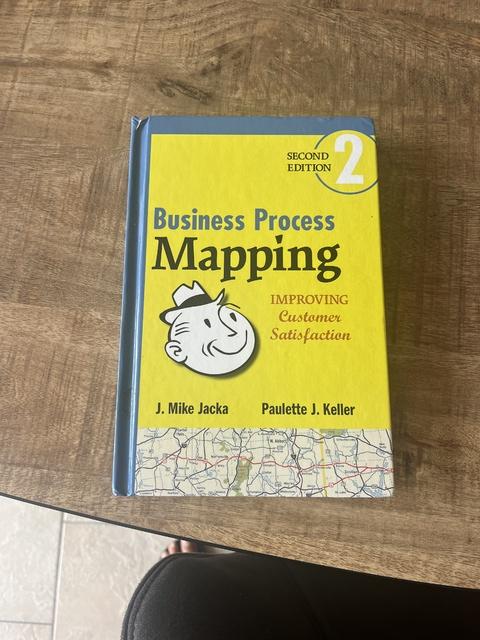 SECOND
EDITION
2
Business Process
Mapping
IMPROVING
Customer
Satisfaction
J. Mike Jacka
Paulette J. Keller